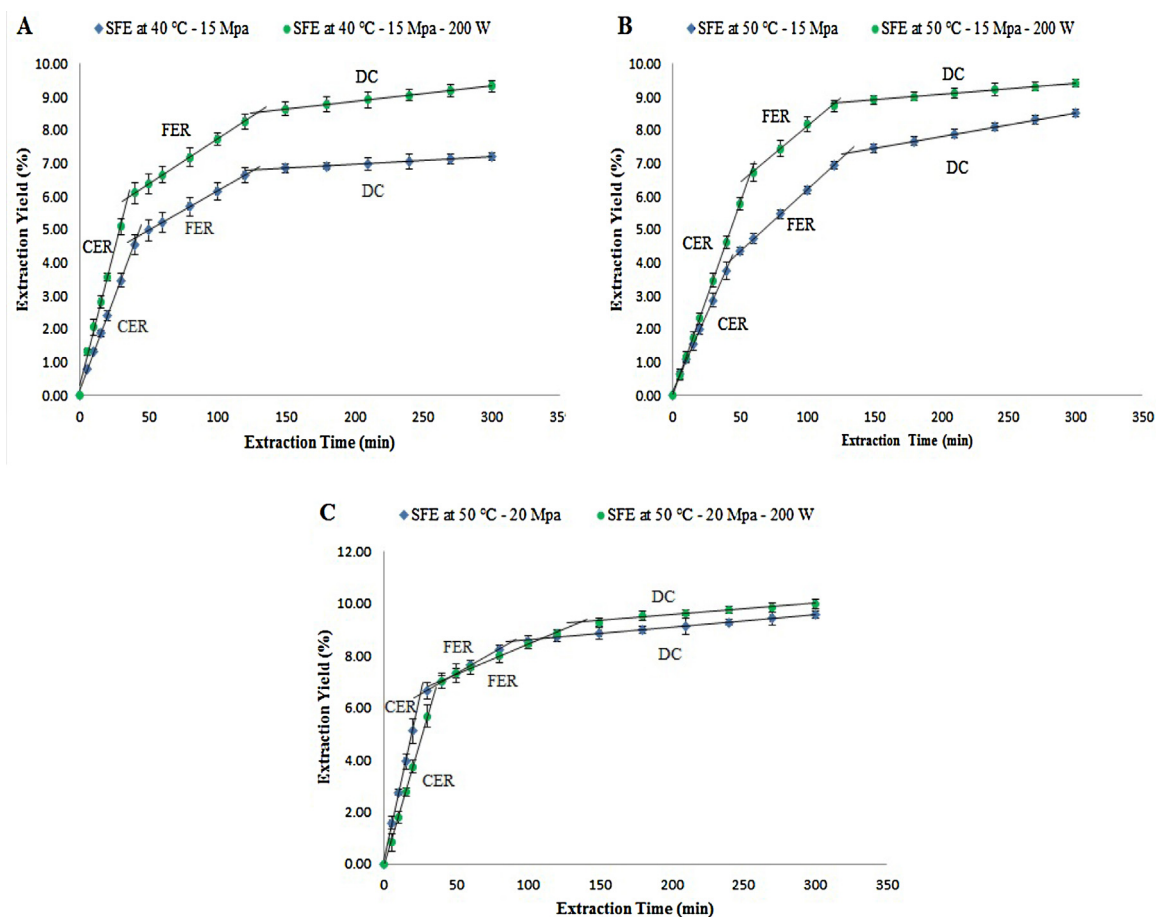 A
SFE at 40 ℃ - 15 Mpa SFE at 40 ℃ - 15 Mpa- 200 W
10.00
9.00
8.00
7.00
6.00
5.00
4.00
3.00
2.00
1.00
0.00
Extraction Yield (%)
DC
FER
CER
DC
FER
CER
0 50 100 150 200 250 300 35
Extraction Time (min)
B
SFE at 50 ℃ - 15 Mpa SFE at 50 ℃ - 15 Mpa- 200 W
10.00
9.00
8.00
7.00
6.00
5.00
4.00
3.00
2.00
1.00
0.00
Extraction Yield (%)
DC
FER
DC
CER
FER
CER
0 50 100 150 200 250 300 350
Extraction Time (min)
C
SFE at 50 ℃ - 20 Mpa SFE at 50 ℃ - 20 Mpa - 200 W
12.00
10.00
8.00
6.00
4.00
2.00
0.00
Extraction Yield (%)
DC
FER
DC
FER
CER
CER
0 50 100 150 200 250 300 350
Extraction Time (min)